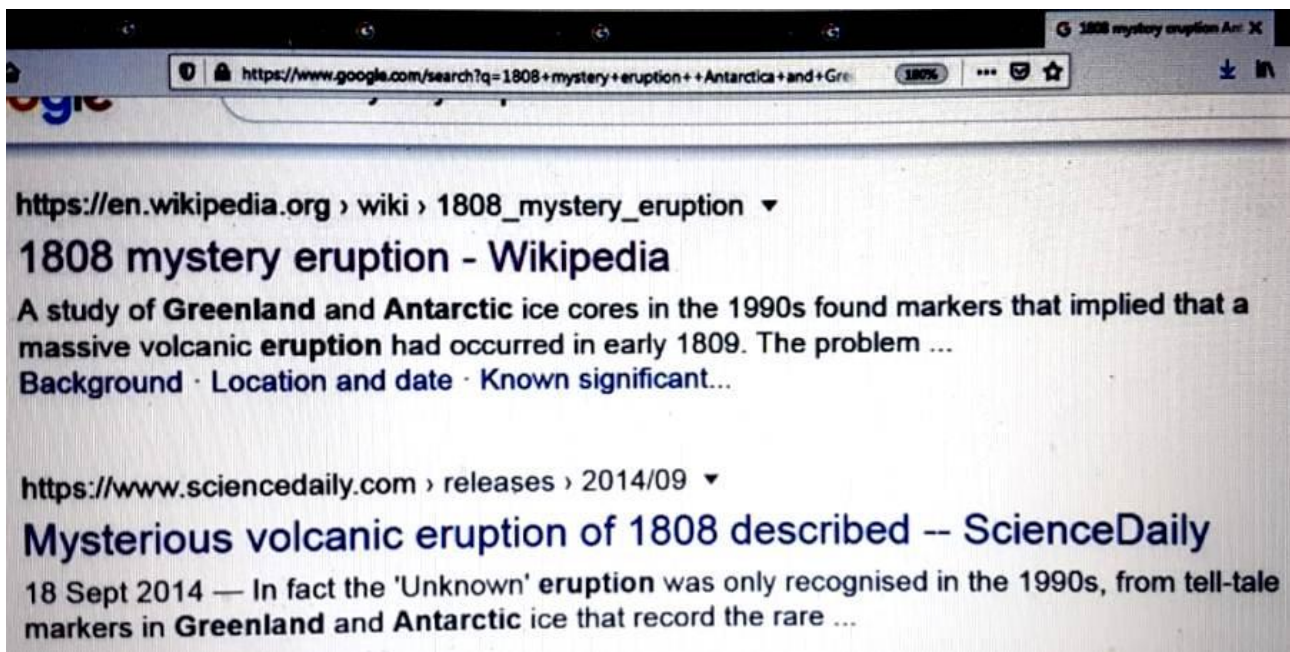 1808 mystery eruption An
https://www.google.com/search?q=1808+mystery+eruption++Antarctica+and+Gre
180%
https://en.wikipedia.org › wiki › 1808_mystery_eruption
1808 mystery eruption - Wikipedia
A study of Greenland and Antarctic ice cores in the 1990s found markers that implied that a
massive volcanic eruption had occurred in early 1809. The problem ...
Background · Location and date · Known significant...
https://www.sciencedaily.com › releases › 2014/09
Mysterious volcanic eruption of 1808 described -- ScienceDaily
18 Sept 2014 — In fact the 'Unknown' eruption was only recognised in the 1990s, from tell-tale
markers in Greenland and Antarctic ice that record the rare ...